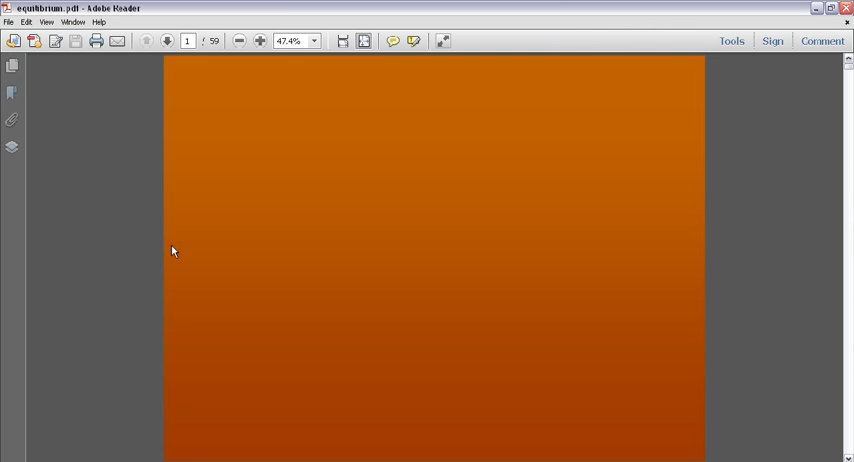 equilibrium.pdf - Adobe Reader
File Edit View Window Help
1 / 59 47.4% Tools Sign Comment